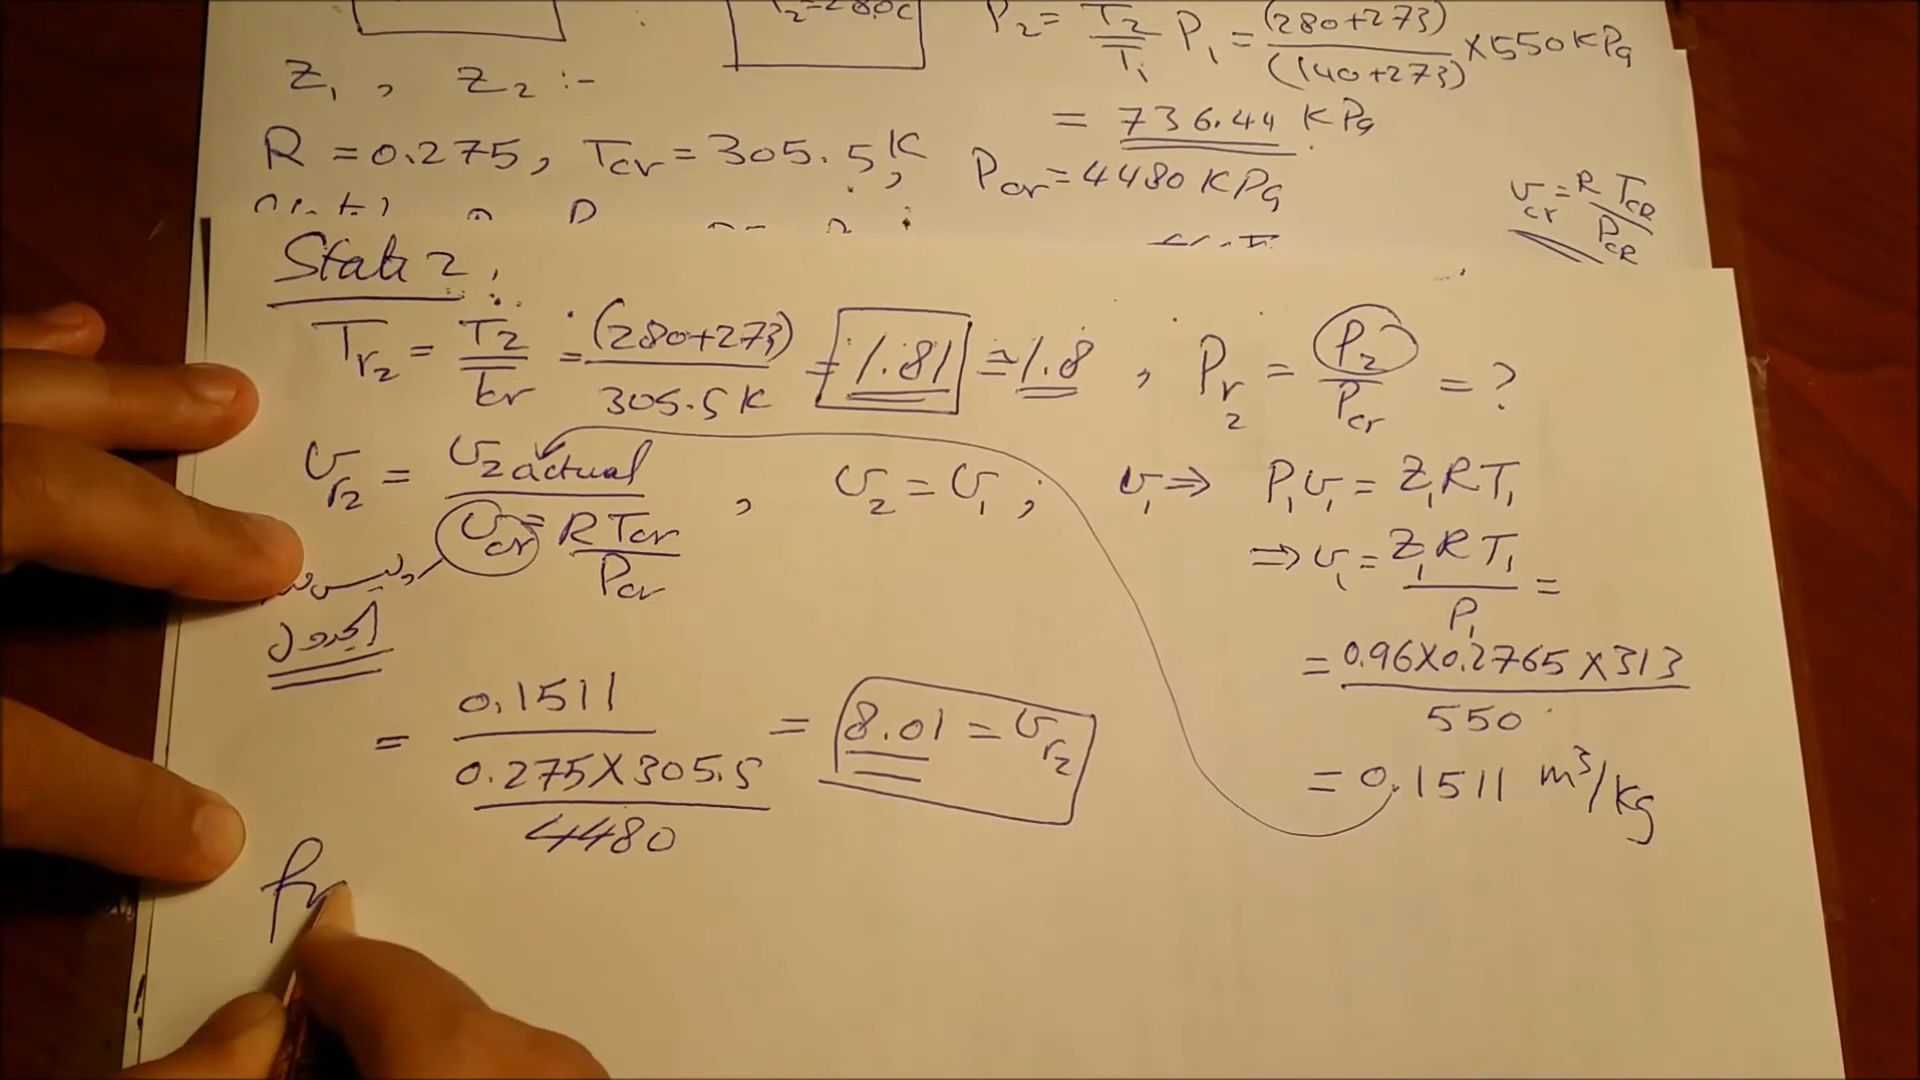 T₂=280c
P₂ = T₂/T₁ P₁ = (280+273)/(140+273) × 550 KPa
Z₁ , Z₂ :-
= 736.44 KPa
R = 0.275, Tcr = 305.5 K, Pcr = 4480 KPa
υcr = R TCR/PCR
State 2,
Tr₂ = T₂/tcr = (280+273)/305.5K = 1.81 ≃ 1.8 , Pr₂ = P₂/Pcr = ?
υr₂ = υ₂ actual/υcr = R Tcr/Pcr , υ₂ = υ₁ ; υ₁ ⇒ P₁υ₁ = Z₁RT₁
⇒ υ₁ = Z₁RT₁/P₁ =
الجدول
= 0.96×0.2765×313/550
= 0.1511/(0.275×305.5/4480) = 8.01 = υr₂
= 0.1511 m³/kg